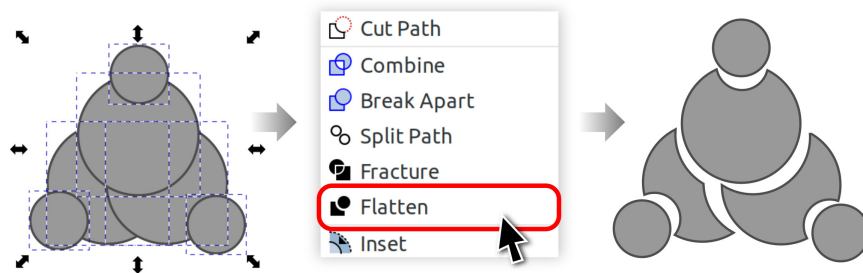 Cut Path
Combine
Break Apart
Split Path
Fracture
Flatten
Inset